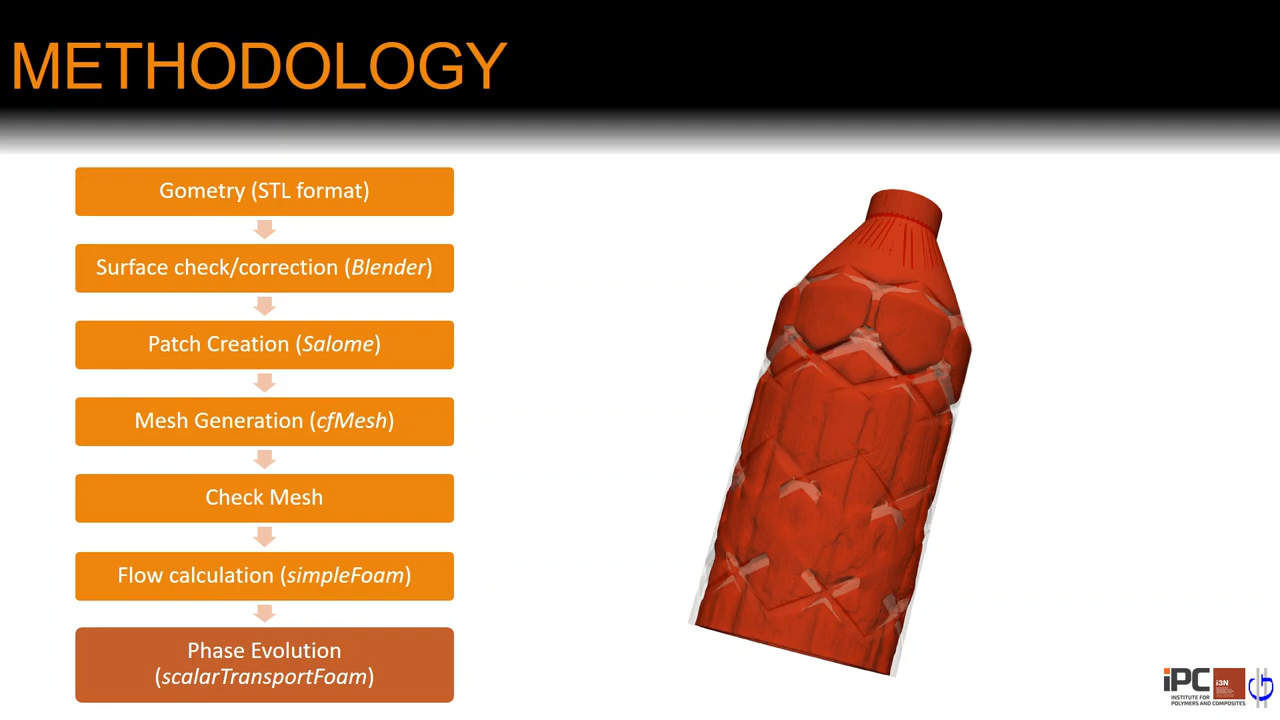 METHODOLOGY
Gometry (STL format)
Surface check/correction (Blender)
Patch Creation (Salome)
Mesh Generation (cfMesh)
Check Mesh
Flow calculation (simpleFoam)
Phase Evolution
(scalarTransportFoam)
iPC
i3N
INSTITUTE FOR
POLYMERS AND COMPOSITES